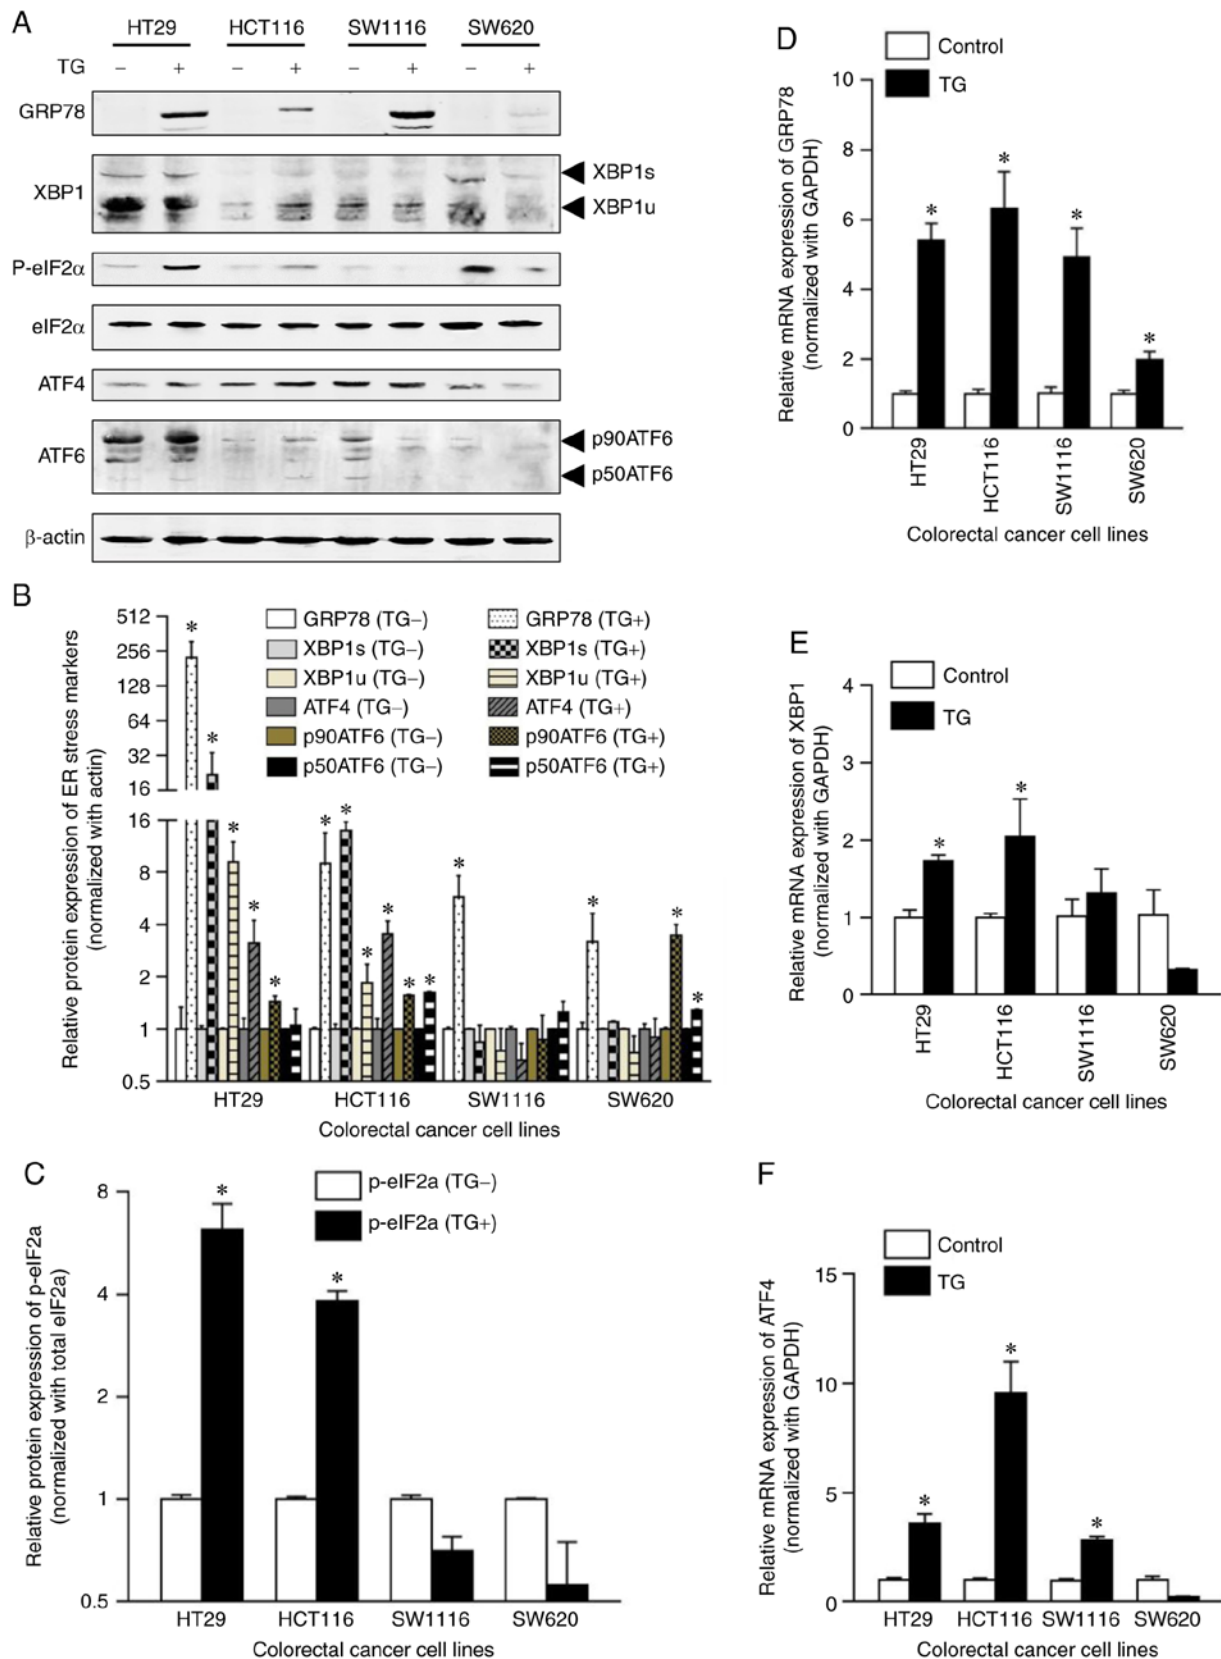 A
HT29 HCT116 SW1116 SW620
TG − + − + − + − +
GRP78
XBP1
XBP1s
XBP1u
P-eIF2α
eIF2α
ATF4
ATF6
p90ATF6
p50ATF6
β-actin
B
Relative protein expression of ER stress markers
(normalized with actin)
512
256
128
64
32
16
16
8
4
2
1
0.5
GRP78 (TG−)
GRP78 (TG+)
XBP1s (TG−)
XBP1s (TG+)
XBP1u (TG−)
XBP1u (TG+)
ATF4 (TG−)
ATF4 (TG+)
p90ATF6 (TG−)
p90ATF6 (TG+)
p50ATF6 (TG−)
p50ATF6 (TG+)
* * * * *
* * * * * *
*
* * *
HT29 HCT116 SW1116 SW620
Colorectal cancer cell lines
C
Relative protein expression of p-eIF2a
(normalized with total eIF2a)
8
4
2
1
0.5
p-eIF2a (TG−)
p-eIF2a (TG+)
* *
HT29 HCT116 SW1116 SW620
Colorectal cancer cell lines
D
Control
TG
Relative mRNA expression of GRP78
(normalized with GAPDH)
10
8
6
4
2
0
* * * *
HT29 HCT116 SW1116 SW620
Colorectal cancer cell lines
E
Control
TG
Relative mRNA expression of XBP1
(normalized with GAPDH)
4
3
2
1
0
* *
HT29 HCT116 SW1116 SW620
Colorectal cancer cell lines
F
Control
TG
Relative mRNA expression of ATF4
(normalized with GAPDH)
15
10
5
0
* * *
HT29 HCT116 SW1116 SW620
Colorectal cancer cell lines